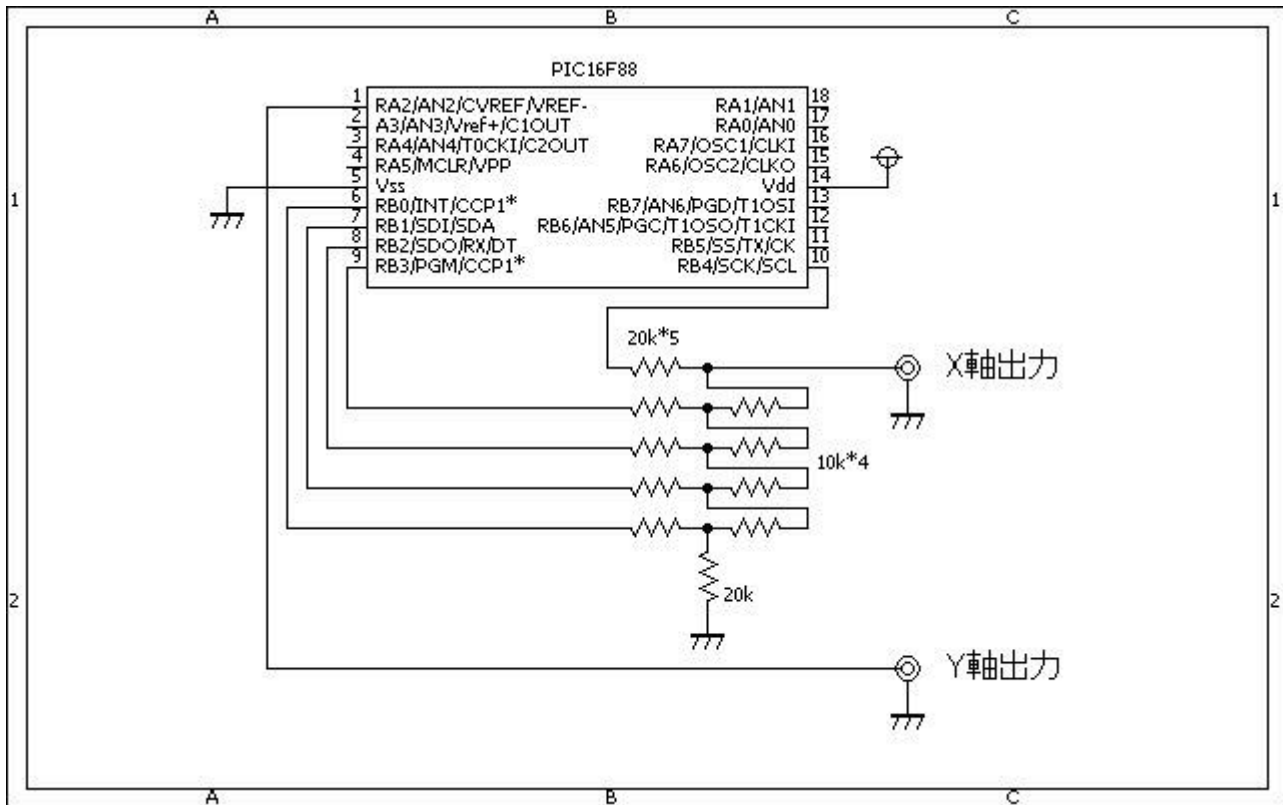 A B C
PIC16F88
1 RA2/AN2/CVREF/VREF- RA1/AN1 18
2 A3/AN3/Vref+/C1OUT RA0/AN0 17
3 RA4/AN4/T0CKI/C2OUT RA7/OSC1/CLKI 16
4 RA5/MCLR/VPP RA6/OSC2/CLKO 15
5 Vss Vdd 14
6 RB0/INT/CCP1* RB7/AN6/PGD/T1OSI 13
7 RB1/SDI/SDA RB6/AN5/PGC/T1OSO/T1CKI 12
8 RB2/SDO/RX/DT RB5/SS/TX/CK 11
9 RB3/PGM/CCP1* RB4/SCK/SCL 10
1 1
20k*5
X軸出力
10k*4
20k
2 2
Y軸出力
A B C